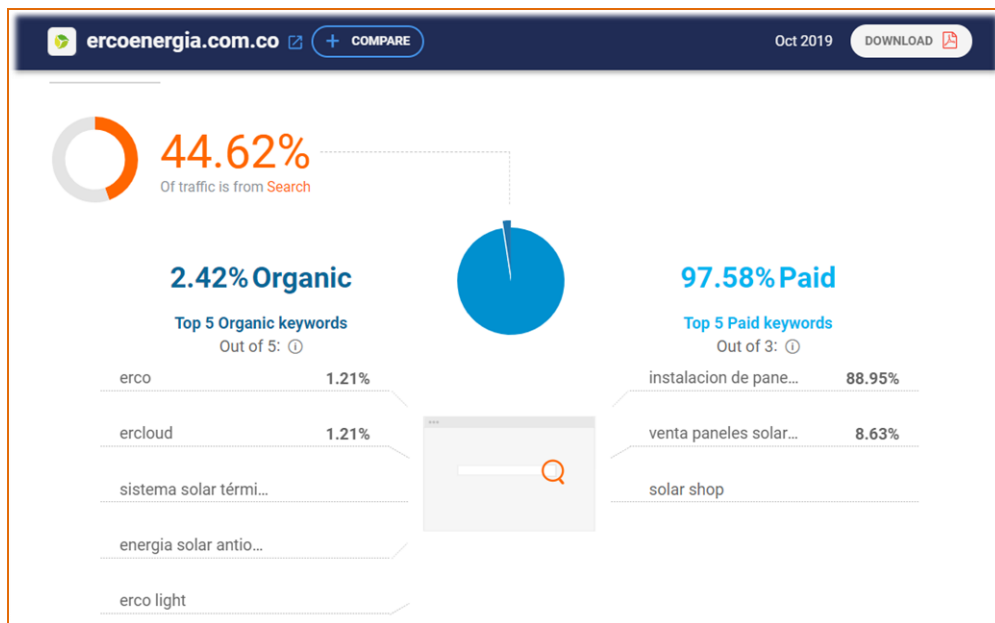 ercoenergia.com.co + COMPARE Oct 2019 DOWNLOAD
44.62%
Of traffic is from Search
2.42% Organic
Top 5 Organic keywords
Out of 5:
erco 1.21%
ercloud 1.21%
sistema solar térmi...
energia solar antio...
erco light
97.58% Paid
Top 5 Paid keywords
Out of 3:
instalacion de pane... 88.95%
venta paneles solar... 8.63%
solar shop